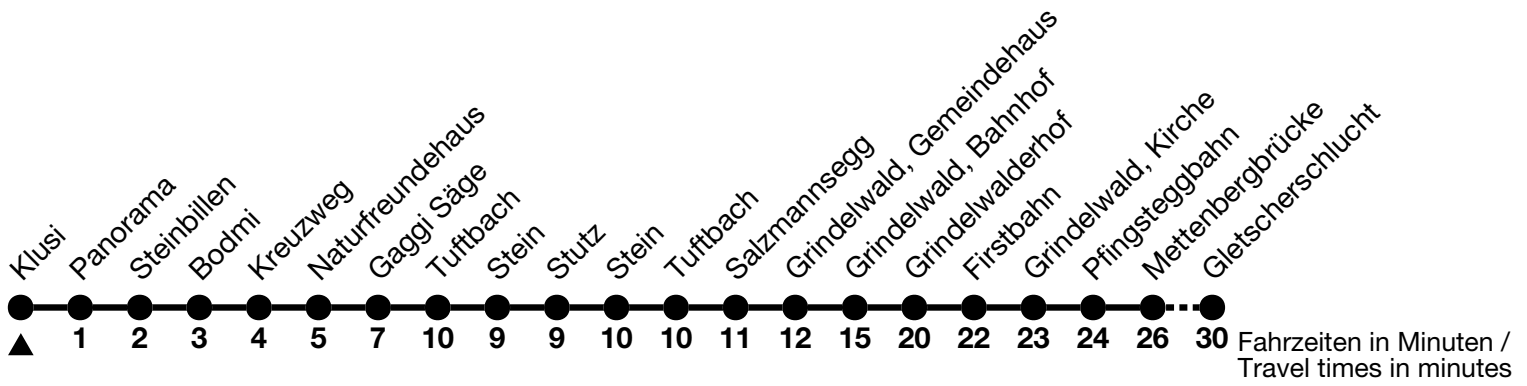 Klusi
Panorama
Steinbillen
Bodmi
Kreuzweg
Naturfreundehaus
Gaggi Säge
Tuftbach
Stein
Stutz
Stein
Tuftbach
Salzmannsegg
Grindelwald, Gemeindehaus
Grindelwald, Bahnhof
Grindelwalderhof
Firstbahn
Grindelwald, Kirche
Pfingsteggbahn
Mettenbergbrücke
Gletscherschlucht
1 2 3 4 5 7 10 9 9 10 10 11 12 15 20 22 23 24 26 30
Fahrzeiten in Minuten /
Travel times in minutes